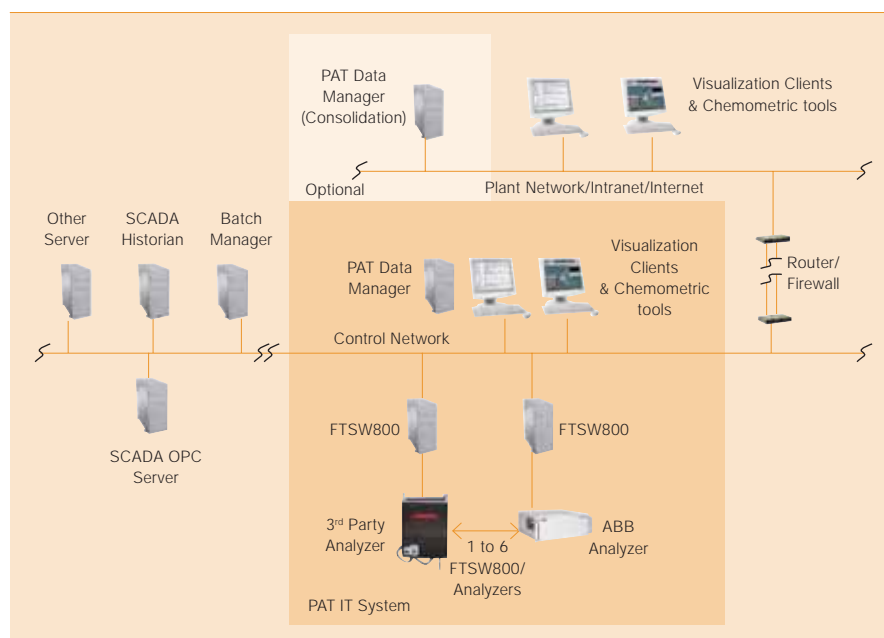 PAT Data
Manager
(Consolidation)
Visualization Clients
& Chemometric tools
Optional
Plant Network/Intranet/Internet
Other
Server
SCADA
Historian
Batch
Manager
PAT Data
Manager
Visualization
Clients
& Chemometric
tools
Router/
Firewall
Control Network
SCADA OPC
Server
FTSW800
FTSW800
3rd Party
Analyzer
1 to 6
FTSW800/
Analyzers
ABB
Analyzer
PAT IT System